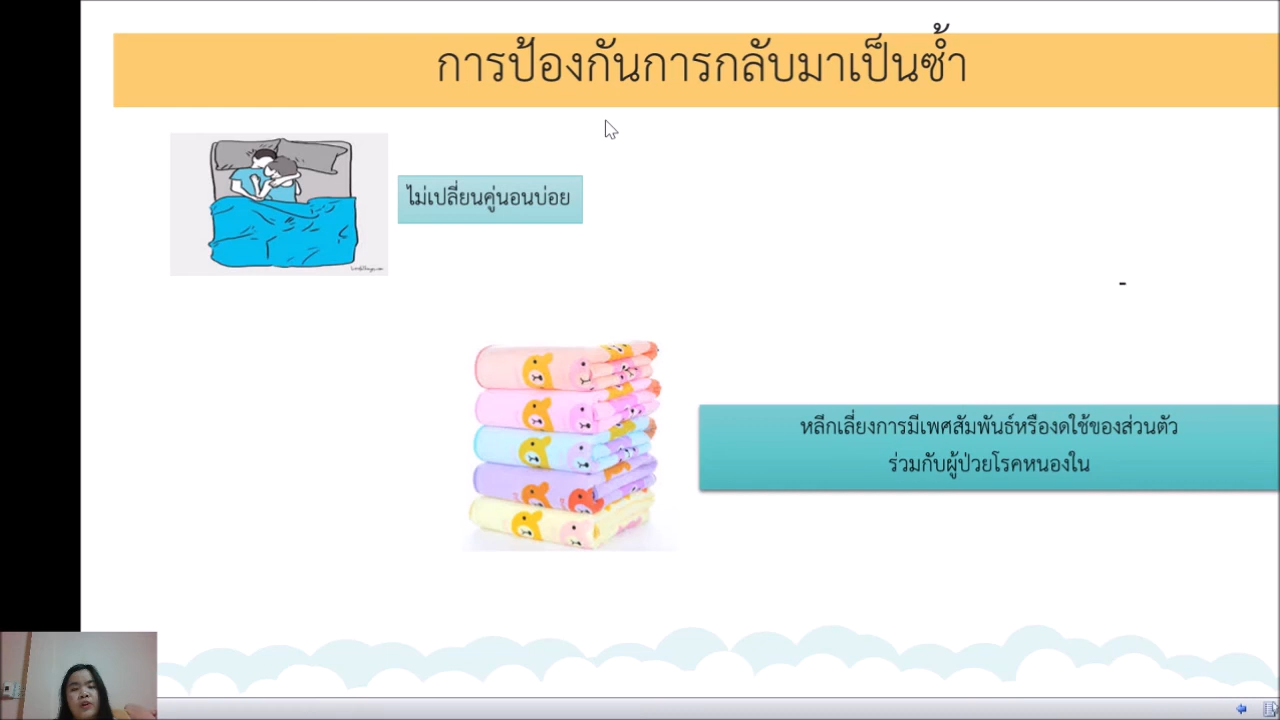 การป้องกันการกลับมาเป็นซ้ำ
ไม่เปลี่ยนคู่นอนบ่อย
-
หลีกเลี่ยงการมีเพศสัมพันธ์หรืองดใช้ของส่วนตัว
ร่วมกับผู้ป่วยโรคหนองใน